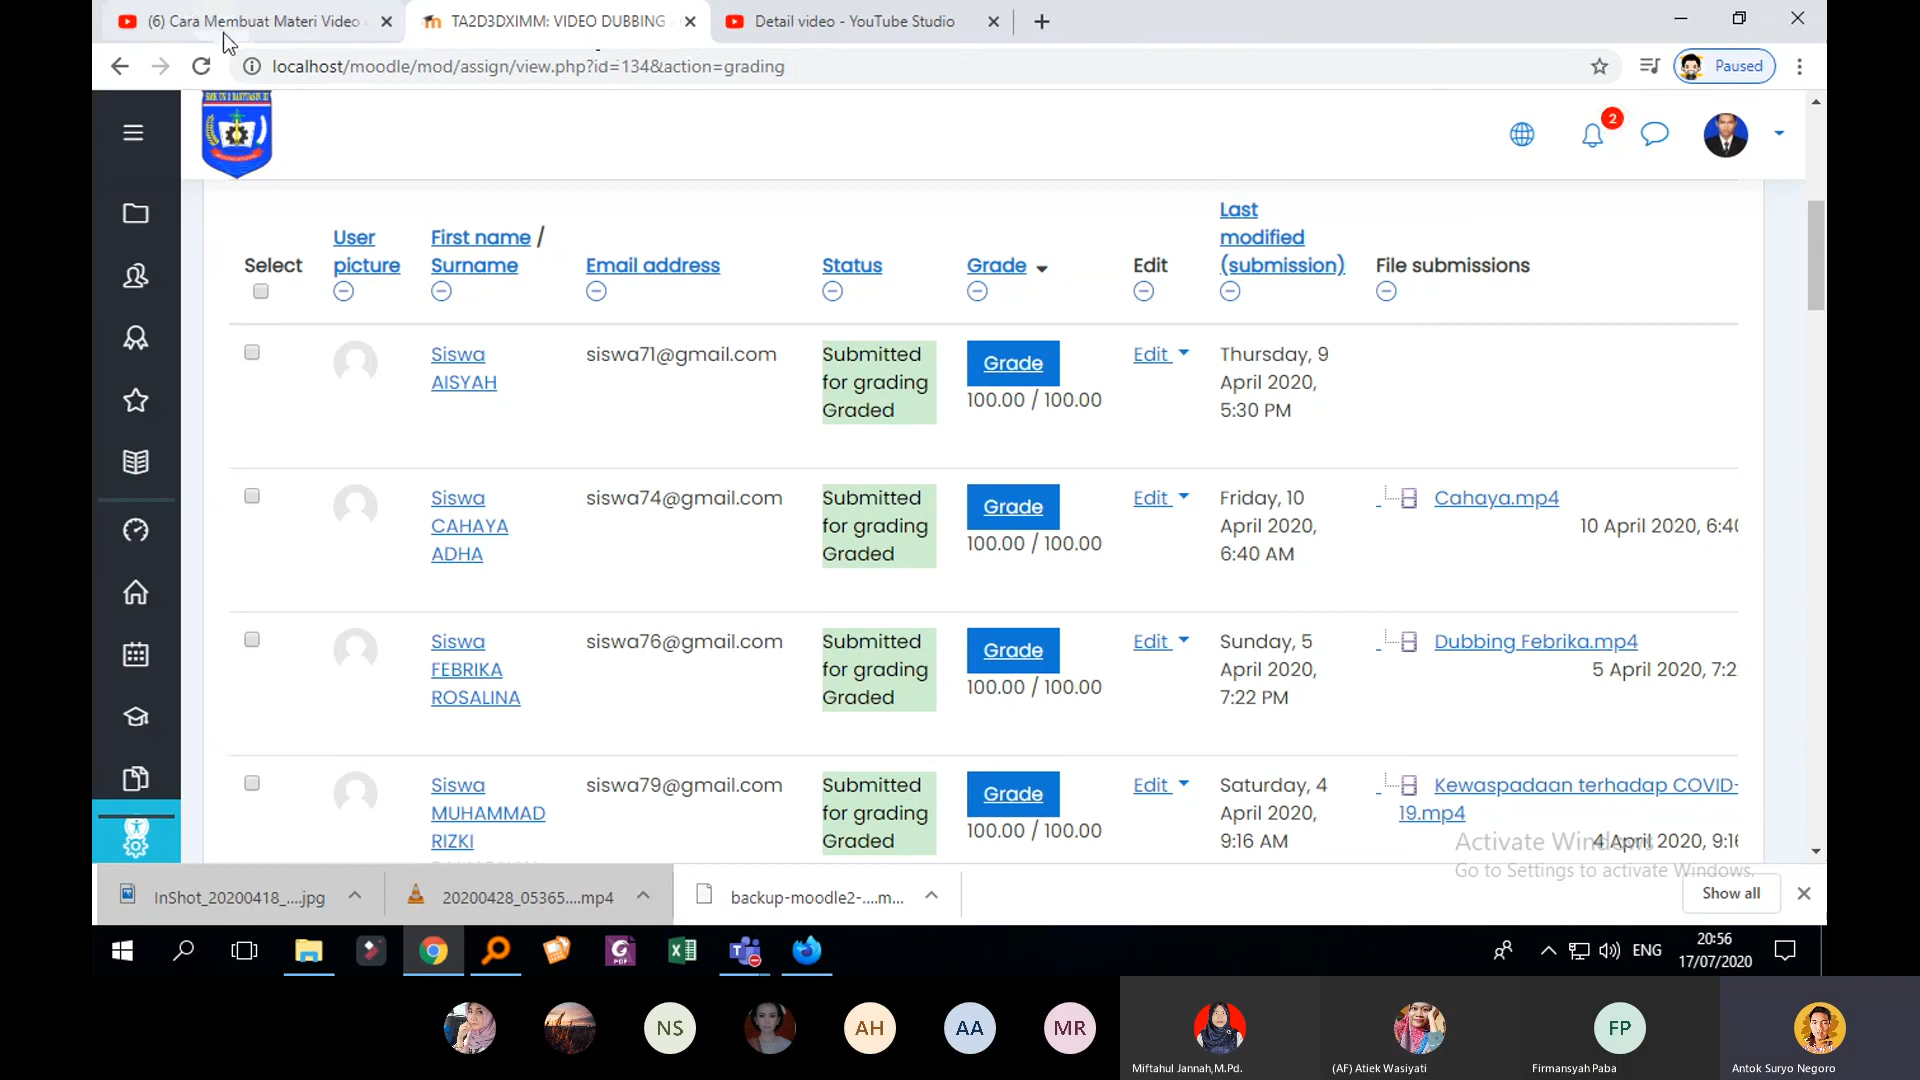 (6) Cara Membuat Materi Video
TA2D3DXIMM: VIDEO DUBBING
Detail video - YouTube Studio
localhost/moodle/mod/assign/view.php?id=134&action=grading
Paused
2
Select
User picture
First name / Surname
Email address
Status
Grade
Edit
Last modified (submission)
File submissions
Siswa AISYAH
siswa71@gmail.com
Submitted for grading
Graded
Grade
100.00 / 100.00
Edit
Thursday, 9 April 2020, 5:30 PM
Siswa CAHAYA ADHA
siswa74@gmail.com
Submitted for grading
Graded
Grade
100.00 / 100.00
Edit
Friday, 10 April 2020, 6:40 AM
Cahaya.mp4
10 April 2020, 6:40
Siswa FEBRIKA ROSALINA
siswa76@gmail.com
Submitted for grading
Graded
Grade
100.00 / 100.00
Edit
Sunday, 5 April 2020, 7:22 PM
Dubbing Febrika.mp4
5 April 2020, 7:2
Siswa MUHAMMAD RIZKI
siswa79@gmail.com
Submitted for grading
Graded
Grade
100.00 / 100.00
Edit
Saturday, 4 April 2020, 9:16 AM
Kewaspadaan terhadap COVID-19.mp4
4 April 2020, 9:16
Activate Windows
Go to Settings to activate Windows.
InShot_20200418_....jpg
20200428_05365....mp4
backup-moodle2-....m...
Show all
ENG
20:56
17/07/2020
NS
AH
AA
MR
FP
Miftahul Jannah,M.Pd.
(AF) Atiek Wasiyati
Firmansyah Paba
Antok Suryo Negoro